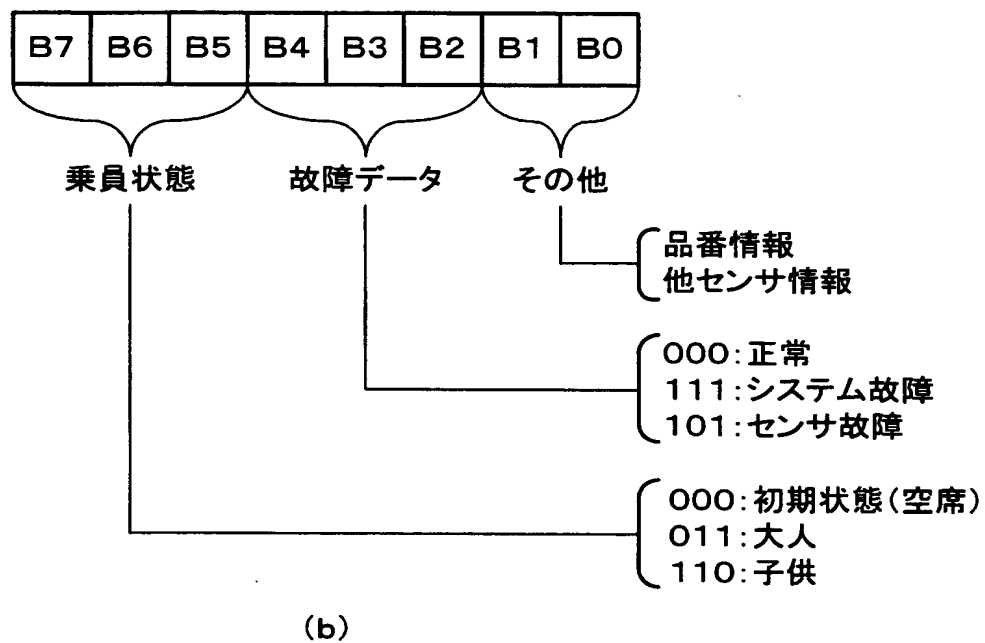 B7 B6 B5 B4 B3 B2 B1 B0
乗員状態 故障データ その他
品番情報
他センサ情報
000:正常
111:システム故障
101:センサ故障
000:初期状態(空席)
011:大人
110:子供
(b)